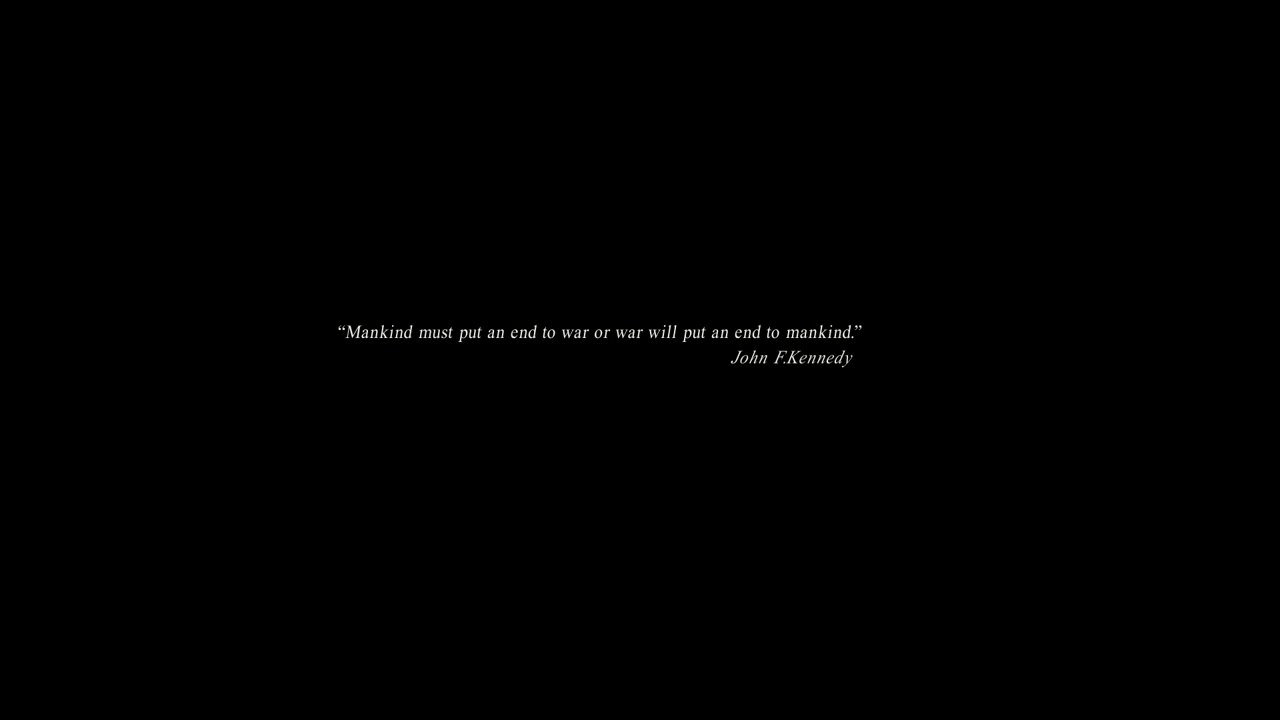 “Mankind must put an end to war or war will put an end to mankind.”
John F.Kennedy